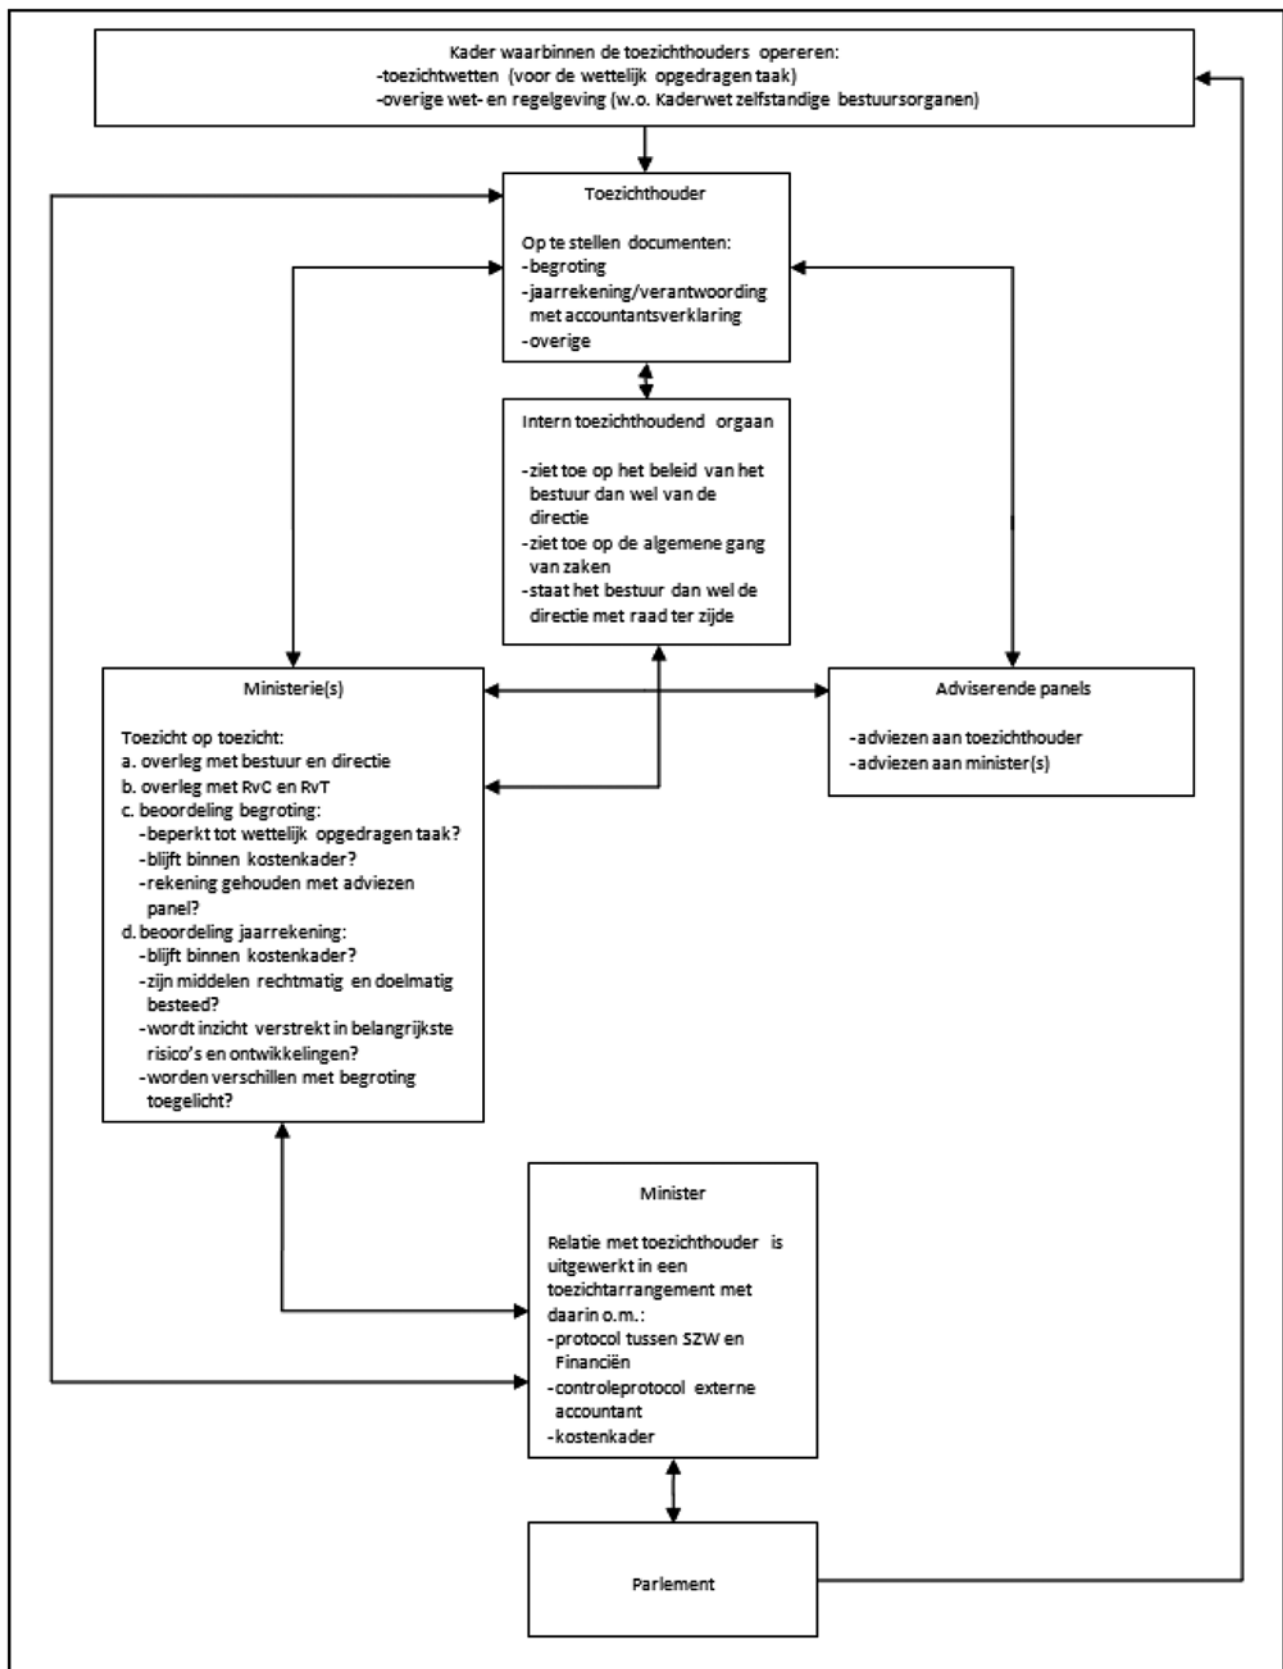 Kader waarbinnen de toezichthouders opereren:
-toezichtwetten (voor de wettelijk opgedragen taak)
-overige wet- en regelgeving (w.o. Kaderwet zelfstandige bestuursorganen)
Toezichthouder
Op te stellen documenten:
-begroting
-jaarrekening/verantwoording
met accountantsverklaring
-overige
Intern toezichthoudend orgaan
-ziet toe op het beleid van het
bestuur dan wel van de
directie
-ziet toe op de algemene gang
van zaken
-staat het bestuur dan wel de
directie met raad ter zijde
Ministerie(s)
Toezicht op toezicht:
a. overleg met bestuur en directie
b. overleg met RvC en RvT
c. beoordeling begroting:
-beperkt tot wettelijk opgedragen taak?
-blijft binnen kostenkader?
-rekening gehouden met adviezen
panel?
d. beoordeling jaarrekening:
-blijft binnen kostenkader?
-zijn middelen rechtmatig en doelmatig
besteed?
-wordt inzicht verstrekt in belangrijkste
risico's en ontwikkelingen?
-worden verschillen met begroting
toegelicht?
Adviserende panels
-adviezen aan toezichthouder
-adviezen aan minister(s)
Minister
Relatie met toezichthouder is
uitgewerkt in een
toezichtarrangement met
daarin o.m.:
-protocol tussen SZW en
Financiën
-controleprotocol externe
accountant
-kostenkader
Parlement